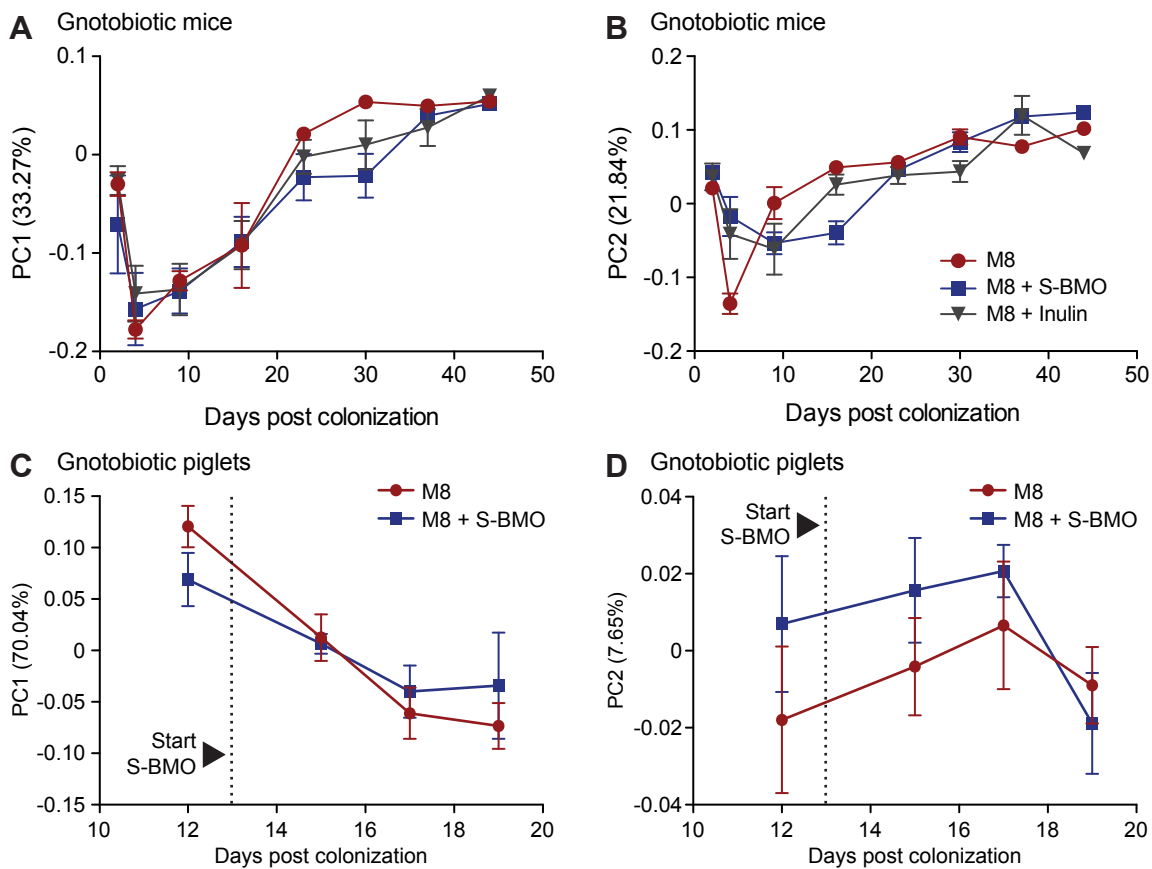 A Gnotobiotic mice
0.1
0
-0.1
-0.2
PC1 (33.27%)
0 10 20 30 40 50
Days post colonization
B Gnotobiotic mice
0.2
0.1
0
-0.1
-0.2
PC2 (21.84%)
M8
M8 + S-BMO
M8 + Inulin
0 10 20 30 40 50
Days post colonization
C Gnotobiotic piglets
0.15
0.10
0.05
0
-0.05
-0.10
-0.15
PC1 (70.04%)
M8
M8 + S-BMO
Start
S-BMO
10 12 14 16 18 20
Days post colonization
D Gnotobiotic piglets
0.04
0.02
0
-0.02
-0.04
PC2 (7.65%)
Start
S-BMO
M8
M8 + S-BMO
10 12 14 16 18 20
Days post colonization